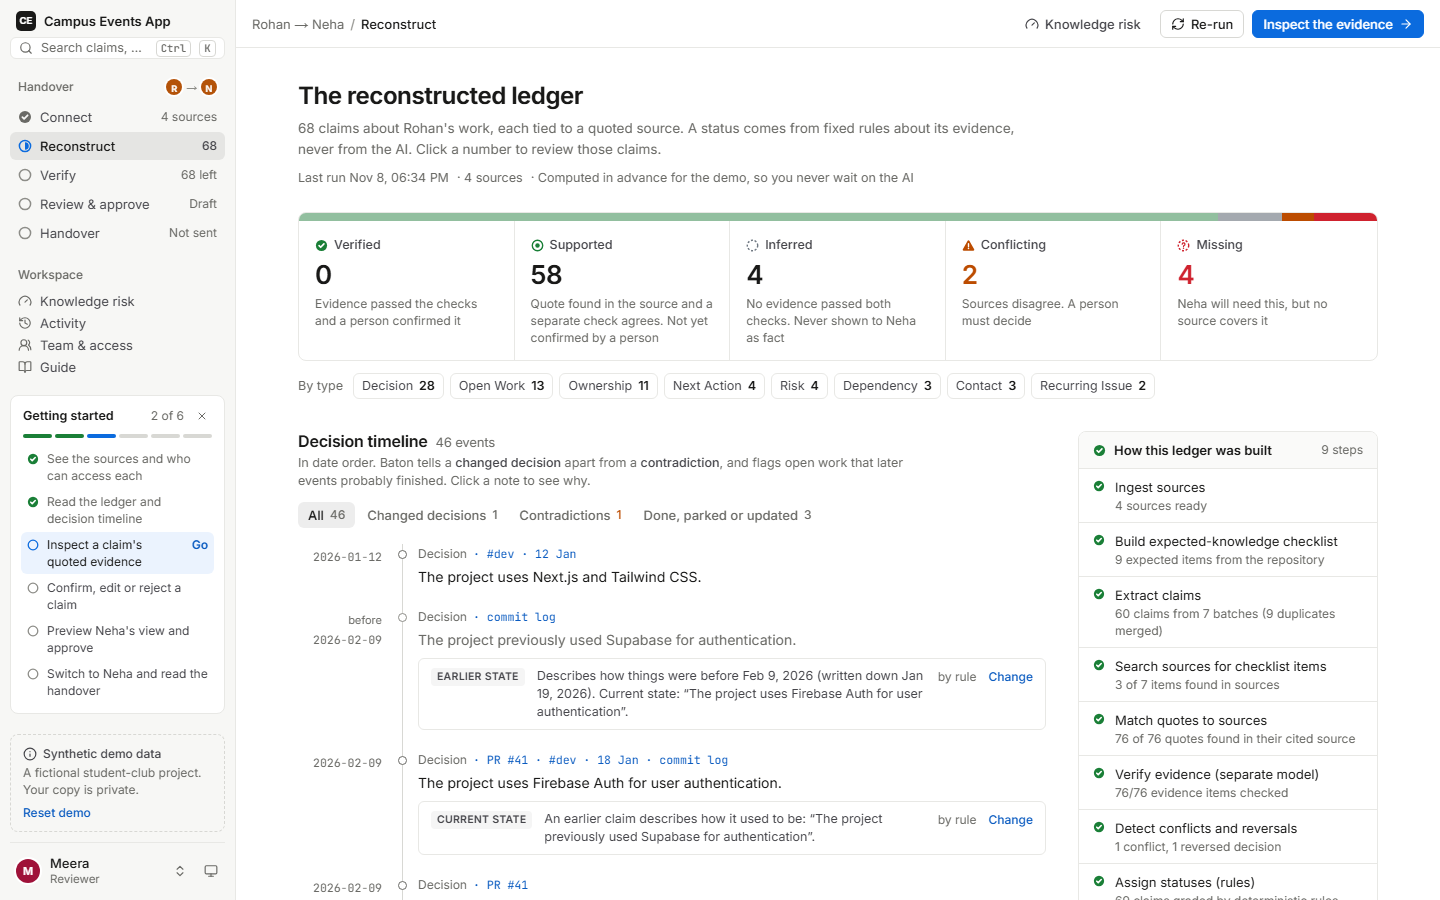 CE Campus Events App
Search claims, ... Ctrl K
Handover R → N
Connect 4 sources
Reconstruct 68
Verify 68 left
Review & approve Draft
Handover Not sent
Workspace
Knowledge risk
Activity
Team & access
Guide
Getting started 2 of 6 ×
See the sources and who
can access each
Read the ledger and
decision timeline
Inspect a claim's Go
quoted evidence
Confirm, edit or reject a
claim
Preview Neha's view and
approve
Switch to Neha and read the
handover
Synthetic demo data
A fictional student-club project.
Your copy is private.
Reset demo
M Meera
Reviewer
Rohan → Neha / Reconstruct
Knowledge risk
Re-run
Inspect the evidence →
The reconstructed ledger
68 claims about Rohan's work, each tied to a quoted source. A status comes from fixed rules about its evidence,
never from the AI. Click a number to review those claims.
Last run Nov 8, 06:34 PM · 4 sources · Computed in advance for the demo, so you never wait on the AI
Verified
0
Evidence passed the checks
and a person confirmed it
Supported
58
Quote found in the source and a
separate check agrees. Not yet
confirmed by a person
Inferred
4
No evidence passed both
checks. Never shown to Neha
as fact
Conflicting
2
Sources disagree. A person
must decide
Missing
4
Neha will need this, but no
source covers it
By type Decision 28 Open Work 13 Ownership 11 Next Action 4 Risk 4 Dependency 3 Contact 3 Recurring Issue 2
Decision timeline 46 events
In date order. Baton tells a changed decision apart from a contradiction, and flags open work that later
events probably finished. Click a note to see why.
All 46 Changed decisions 1 Contradictions 1 Done, parked or updated 3
2026-01-12 Decision · #dev · 12 Jan
The project uses Next.js and Tailwind CSS.
before Decision · commit log
2026-02-09 The project previously used Supabase for authentication.
EARLIER STATE Describes how things were before Feb 9, 2026 (written down Jan by rule Change
19, 2026). Current state: “The project uses Firebase Auth for user
authentication”.
2026-02-09 Decision · PR #41 · #dev · 18 Jan · commit log
The project uses Firebase Auth for user authentication.
CURRENT STATE An earlier claim describes how it used to be: “The project by rule Change
previously used Supabase for authentication”.
2026-02-09 Decision · PR #41
How this ledger was built 9 steps
Ingest sources
4 sources ready
Build expected-knowledge checklist
9 expected items from the repository
Extract claims
60 claims from 7 batches (9 duplicates
merged)
Search sources for checklist items
3 of 7 items found in sources
Match quotes to sources
76 of 76 quotes found in their cited source
Verify evidence (separate model)
76/76 evidence items checked
Detect conflicts and reversals
1 conflict, 1 reversed decision
Assign statuses (rules)